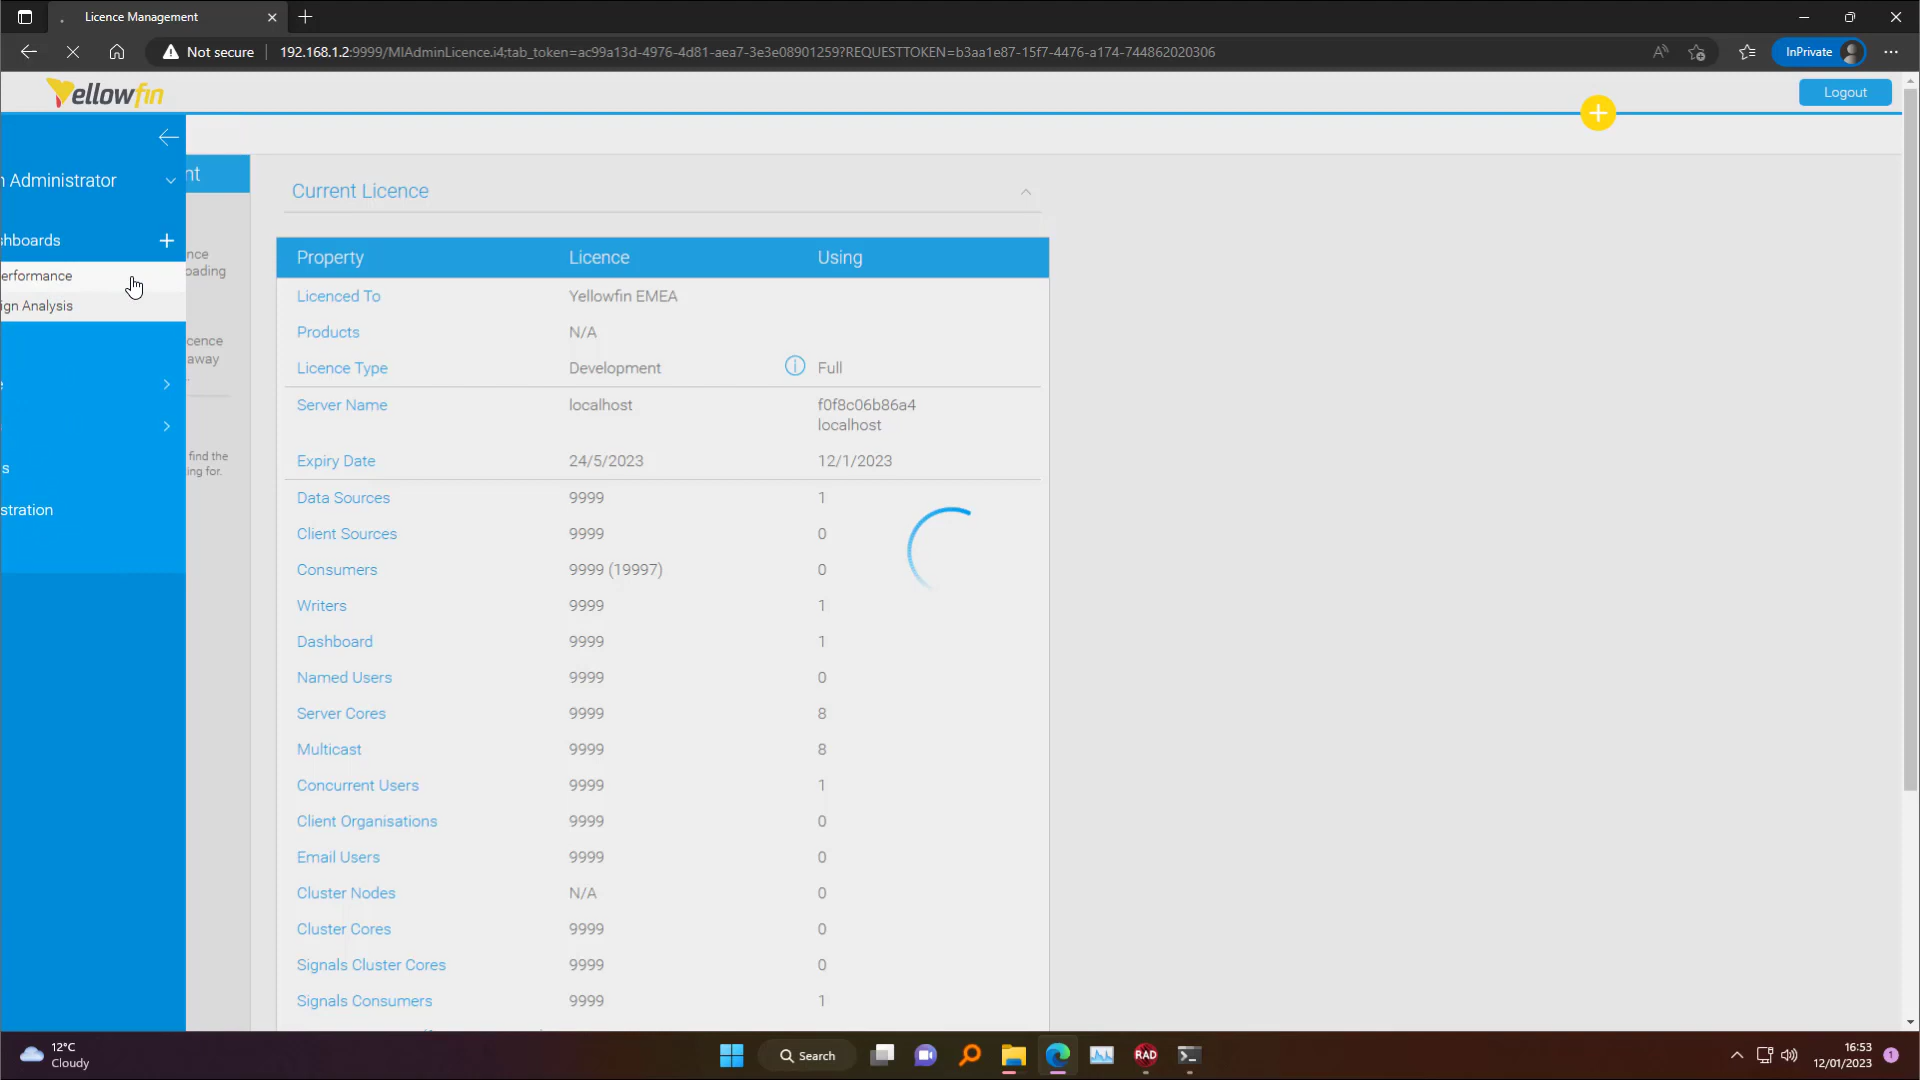 Licence Management
Not secure
192.168.1.2:9999/MIAdminLicence.i4;tab_token=ac99a13d-4976-4d81-aea7-3e3e08901259?REQUESTTOKEN=b3aa1e87-15f7-4476-a174-744862020306
InPrivate
Yellowfin
Logout
n Administrator
nt
Current Licence
shboards
nce
oading
erformance
ign Analysis
cence
away
find the
ing for.
s
stration
Property Licence Using
Licenced To Yellowfin EMEA
Products N/A
Licence Type Development Full
Server Name localhost f0f8c06b86a4
localhost
Expiry Date 24/5/2023 12/1/2023
Data Sources 9999 1
Client Sources 9999 0
Consumers 9999 (19997) 0
Writers 9999 1
Dashboard 9999 1
Named Users 9999 0
Server Cores 9999 8
Multicast 9999 8
Concurrent Users 9999 1
Client Organisations 9999 0
Email Users 9999 0
Cluster Nodes N/A 0
Cluster Cores 9999 0
Signals Cluster Cores 9999 0
Signals Consumers 9999 1
12°C
Cloudy
Search
RAD
16:53
12/01/2023
1